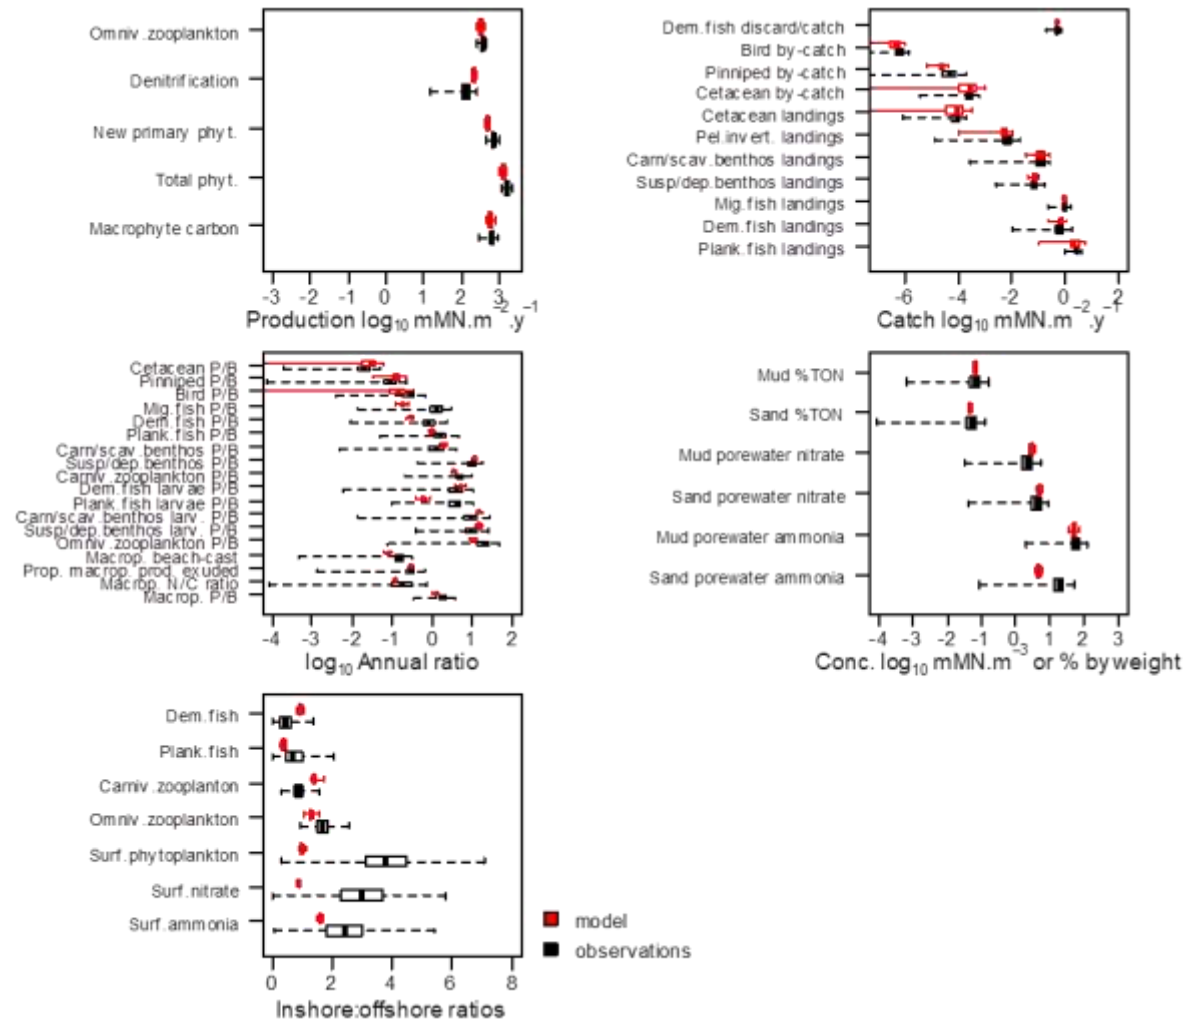 Omniv.zooplankton
Denitrification
New primary phyt.
Total phyt.
Macrophyte carbon
-3 -2 -1 0 1 2 3
Production log10 mMN.m−2.y−1
Dem.fish discard/catch
Bird by-catch
Pinniped by-catch
Cetacean by-catch
Cetacean landings
Pel.invert. landings
Carn/scav.benthos landings
Susp/dep.benthos landings
Mig.fish landings
Dem.fish landings
Plank.fish landings
-6 -4 -2 0 2
Catch log10 mMN.m−2.y−1
Cetacean P/B
Pinniped P/B
Bird P/B
Mig.fish P/B
Dem.fish P/B
Plank.fish P/B
Carn/scav.benthos P/B
Susp/dep.benthos P/B
Carniv.zooplankton P/B
Dem.fish larvae P/B
Plank.fish larvae P/B
Carn/scav.benthos larv. P/B
Susp/dep.benthos larv. P/B
Omniv.zooplankton P/B
Macrop. beach-cast
Prop. macrop. prod. exuded
Macrop. N/C ratio
Macrop. P/B
-4 -3 -2 -1 0 1 2
log10 Annual ratio
Mud %TON
Sand %TON
Mud porewater nitrate
Sand porewater nitrate
Mud porewater ammonia
Sand porewater ammonia
-4 -3 -2 -1 0 1 2 3
Conc. log10 mMN.m−3 or % by weight
Dem.fish
Plank.fish
Carniv.zooplanton
Omniv.zooplankton
Surf.phytoplankton
Surf.nitrate
Surf.ammonia
0 2 4 6 8
Inshore:offshore ratios
model
observations